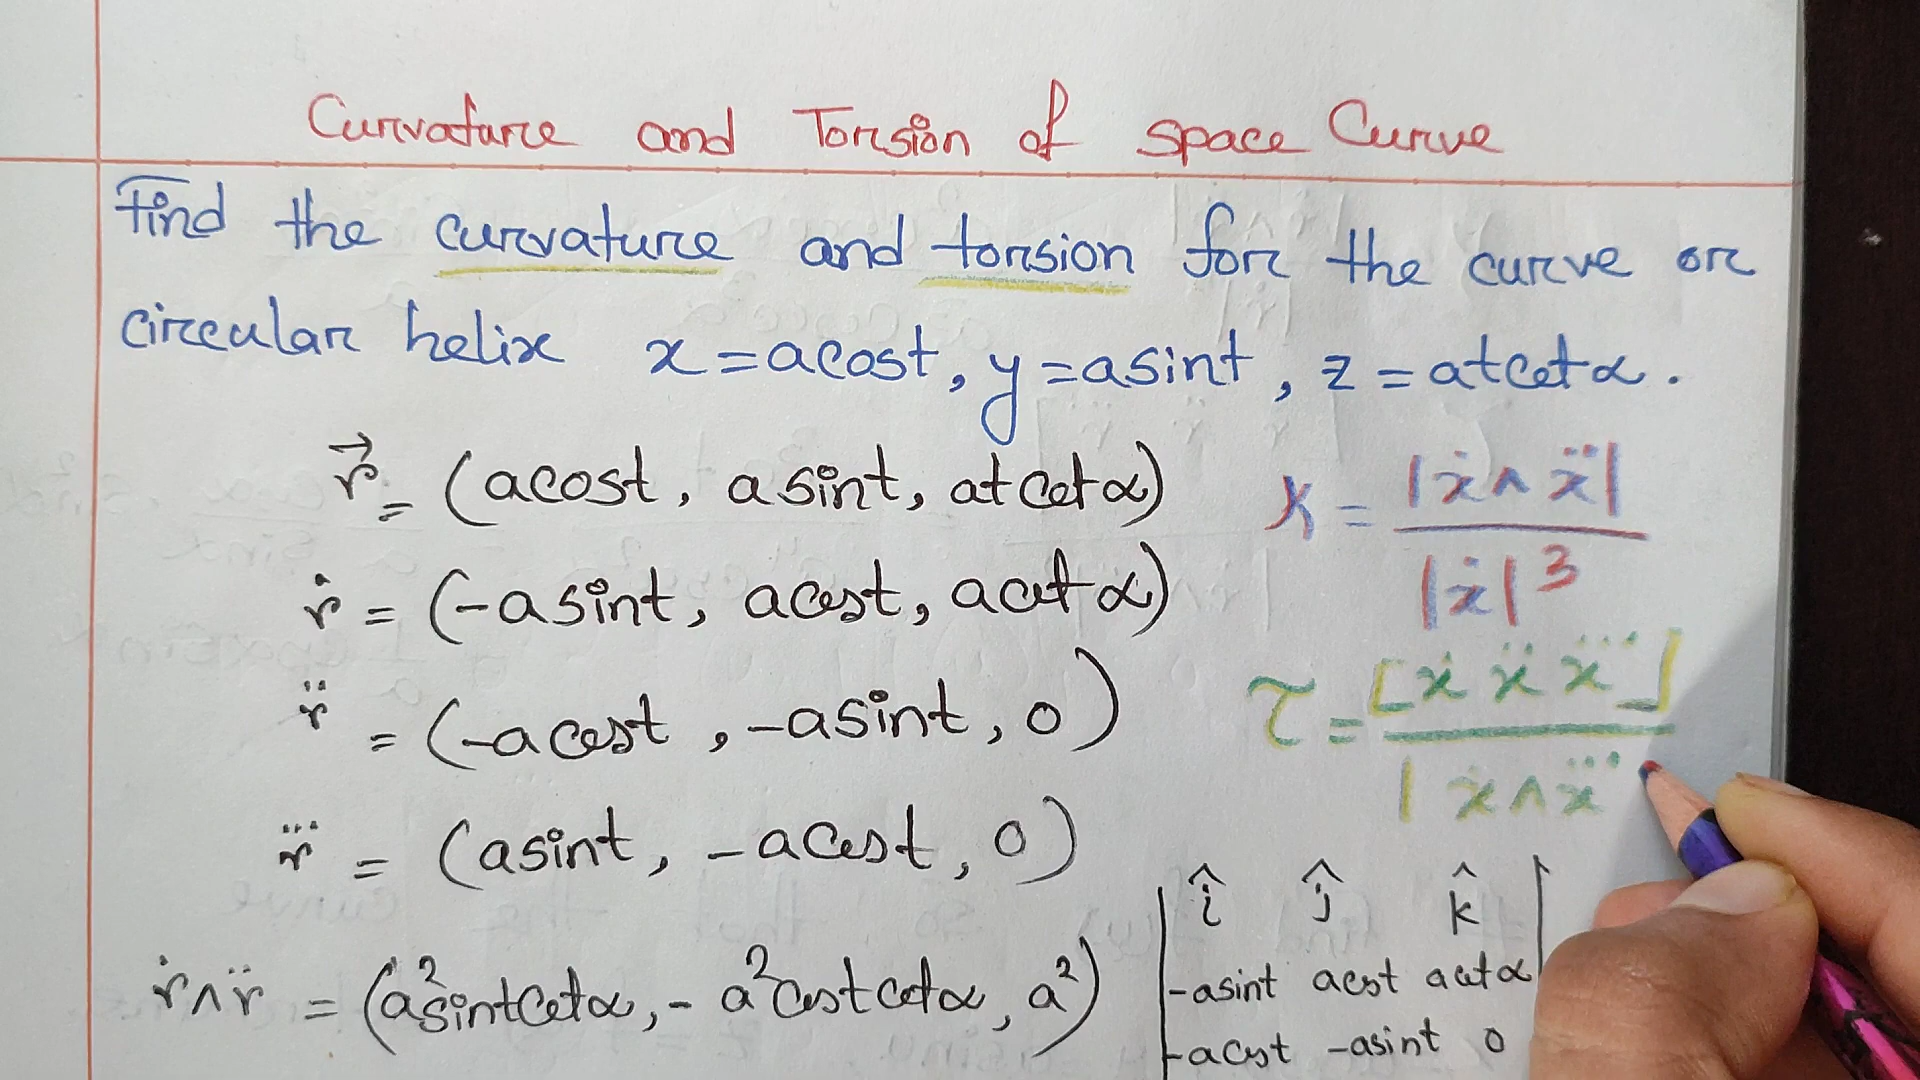 Curvature and Torsion of space Curve
Find the curvature and torsion for the curve or
circular helix x = acost, y = asint, z = atcotα.
r⃗ = (acost, asint, atcotα)
ṙ = (-asint, acost, acotα)
r̈ = (-acost, -asint, 0)
r⃛ = (asint, -acost, 0)
ṙ∧r̈ = (a²sintcotα, -a²costcotα, a²)
κ = |ẋ∧ẍ|
|ẋ|³
τ = [ẋ ẍ x⃛]
|ẋ∧x⃛
î ĵ k̂
-asint acost acotα
-acost -asint 0